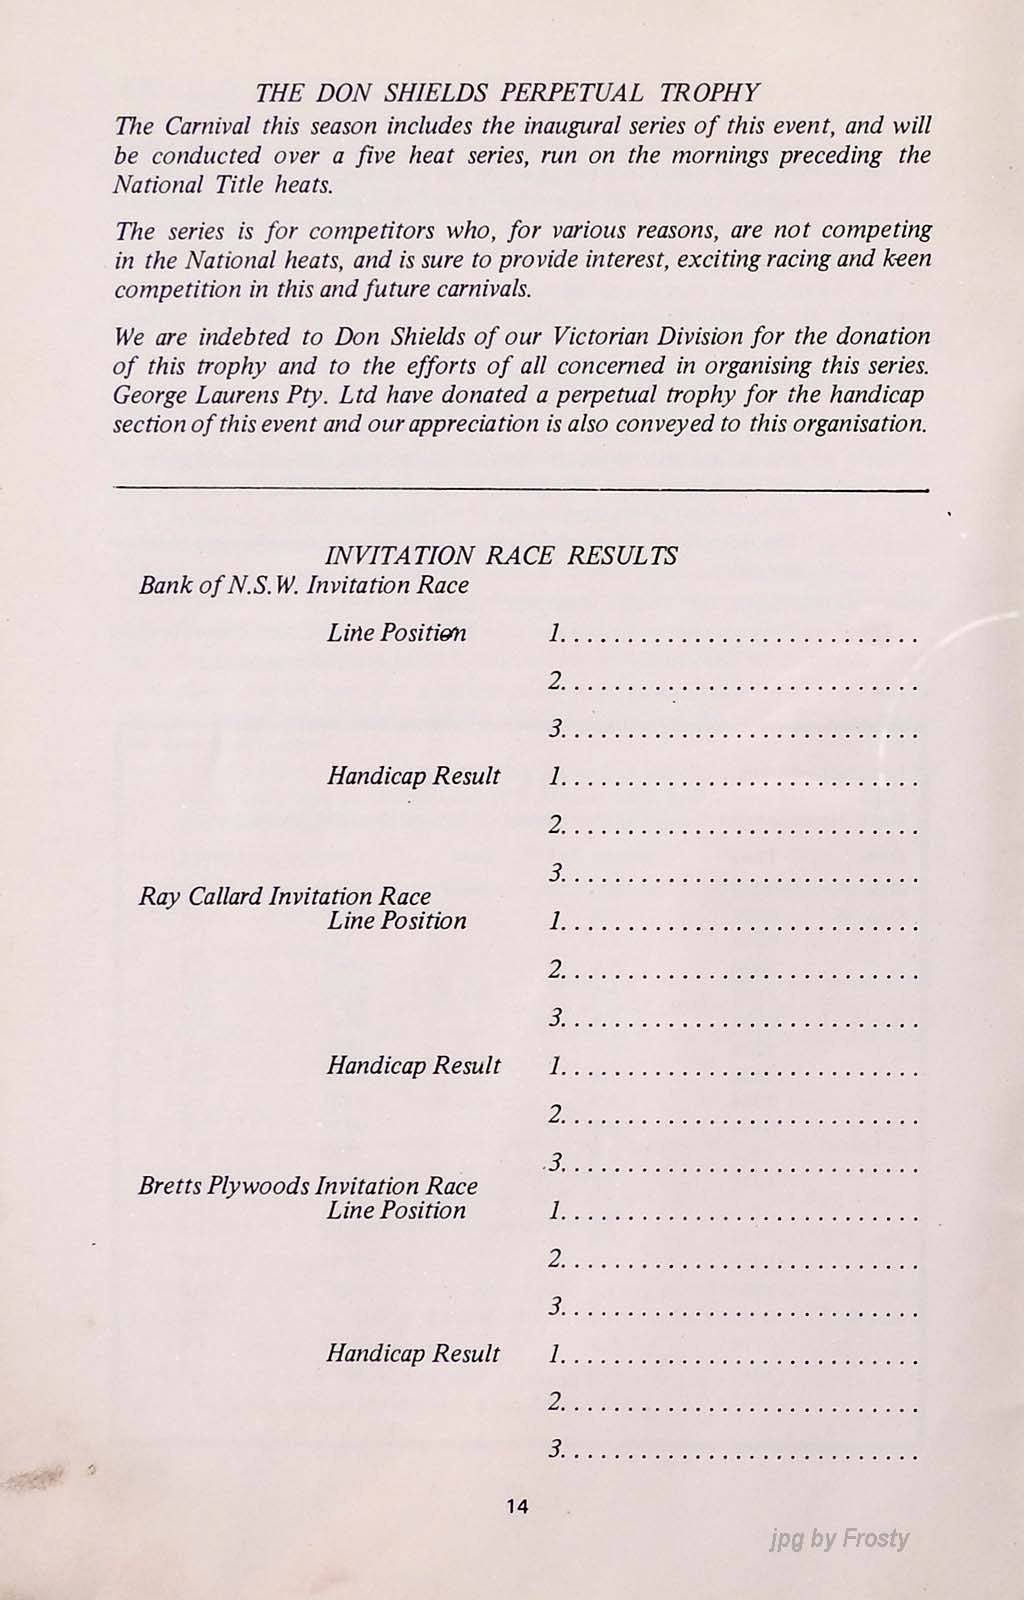 THE DON SHIELDS PERPETUAL TROPHY
The Carnival this season includes the inaugural series of this event, and will
be conducted over a five heat series, run on the mornings preceding the
National Title heats.
The series is for competitors who, for various reasons, are not competing
in the National heats, and is sure to provide interest, exciting racing and keen
competition in this and future carnivals.
We are indebted to Don Shields of our Victorian Division for the donation
of this trophy and to the efforts of all concerned in organising this series.
George Laurens Pty. Ltd have donated a perpetual trophy for the handicap
section of this event and our appreciation is also conveyed to this organisation.
INVITATION RACE RESULTS
Bank of N.S.W. Invitation Race
Line Position 1. . . . . . . . . . . . . . . . . . . . . . . . . . .
2. . . . . . . . . . . . . . . . . . . . . . . . . . .
3. . . . . . . . . . . . . . . . . . . . . . . . . . .
Handicap Result 1. . . . . . . . . . . . . . . . . . . . . . . . . . .
2. . . . . . . . . . . . . . . . . . . . . . . . . . .
3. . . . . . . . . . . . . . . . . . . . . . . . . . .
Ray Callard Invitation Race
Line Position 1. . . . . . . . . . . . . . . . . . . . . . . . . . .
2. . . . . . . . . . . . . . . . . . . . . . . . . . .
3. . . . . . . . . . . . . . . . . . . . . . . . . . .
Handicap Result 1. . . . . . . . . . . . . . . . . . . . . . . . . . .
2. . . . . . . . . . . . . . . . . . . . . . . . . . .
3. . . . . . . . . . . . . . . . . . . . . . . . . . .
Bretts Plywoods Invitation Race
Line Position 1. . . . . . . . . . . . . . . . . . . . . . . . . . .
2. . . . . . . . . . . . . . . . . . . . . . . . . . .
3. . . . . . . . . . . . . . . . . . . . . . . . . . .
Handicap Result 1. . . . . . . . . . . . . . . . . . . . . . . . . . .
2. . . . . . . . . . . . . . . . . . . . . . . . . . .
3. . . . . . . . . . . . . . . . . . . . . . . . . . .
14
jpg by Frosty